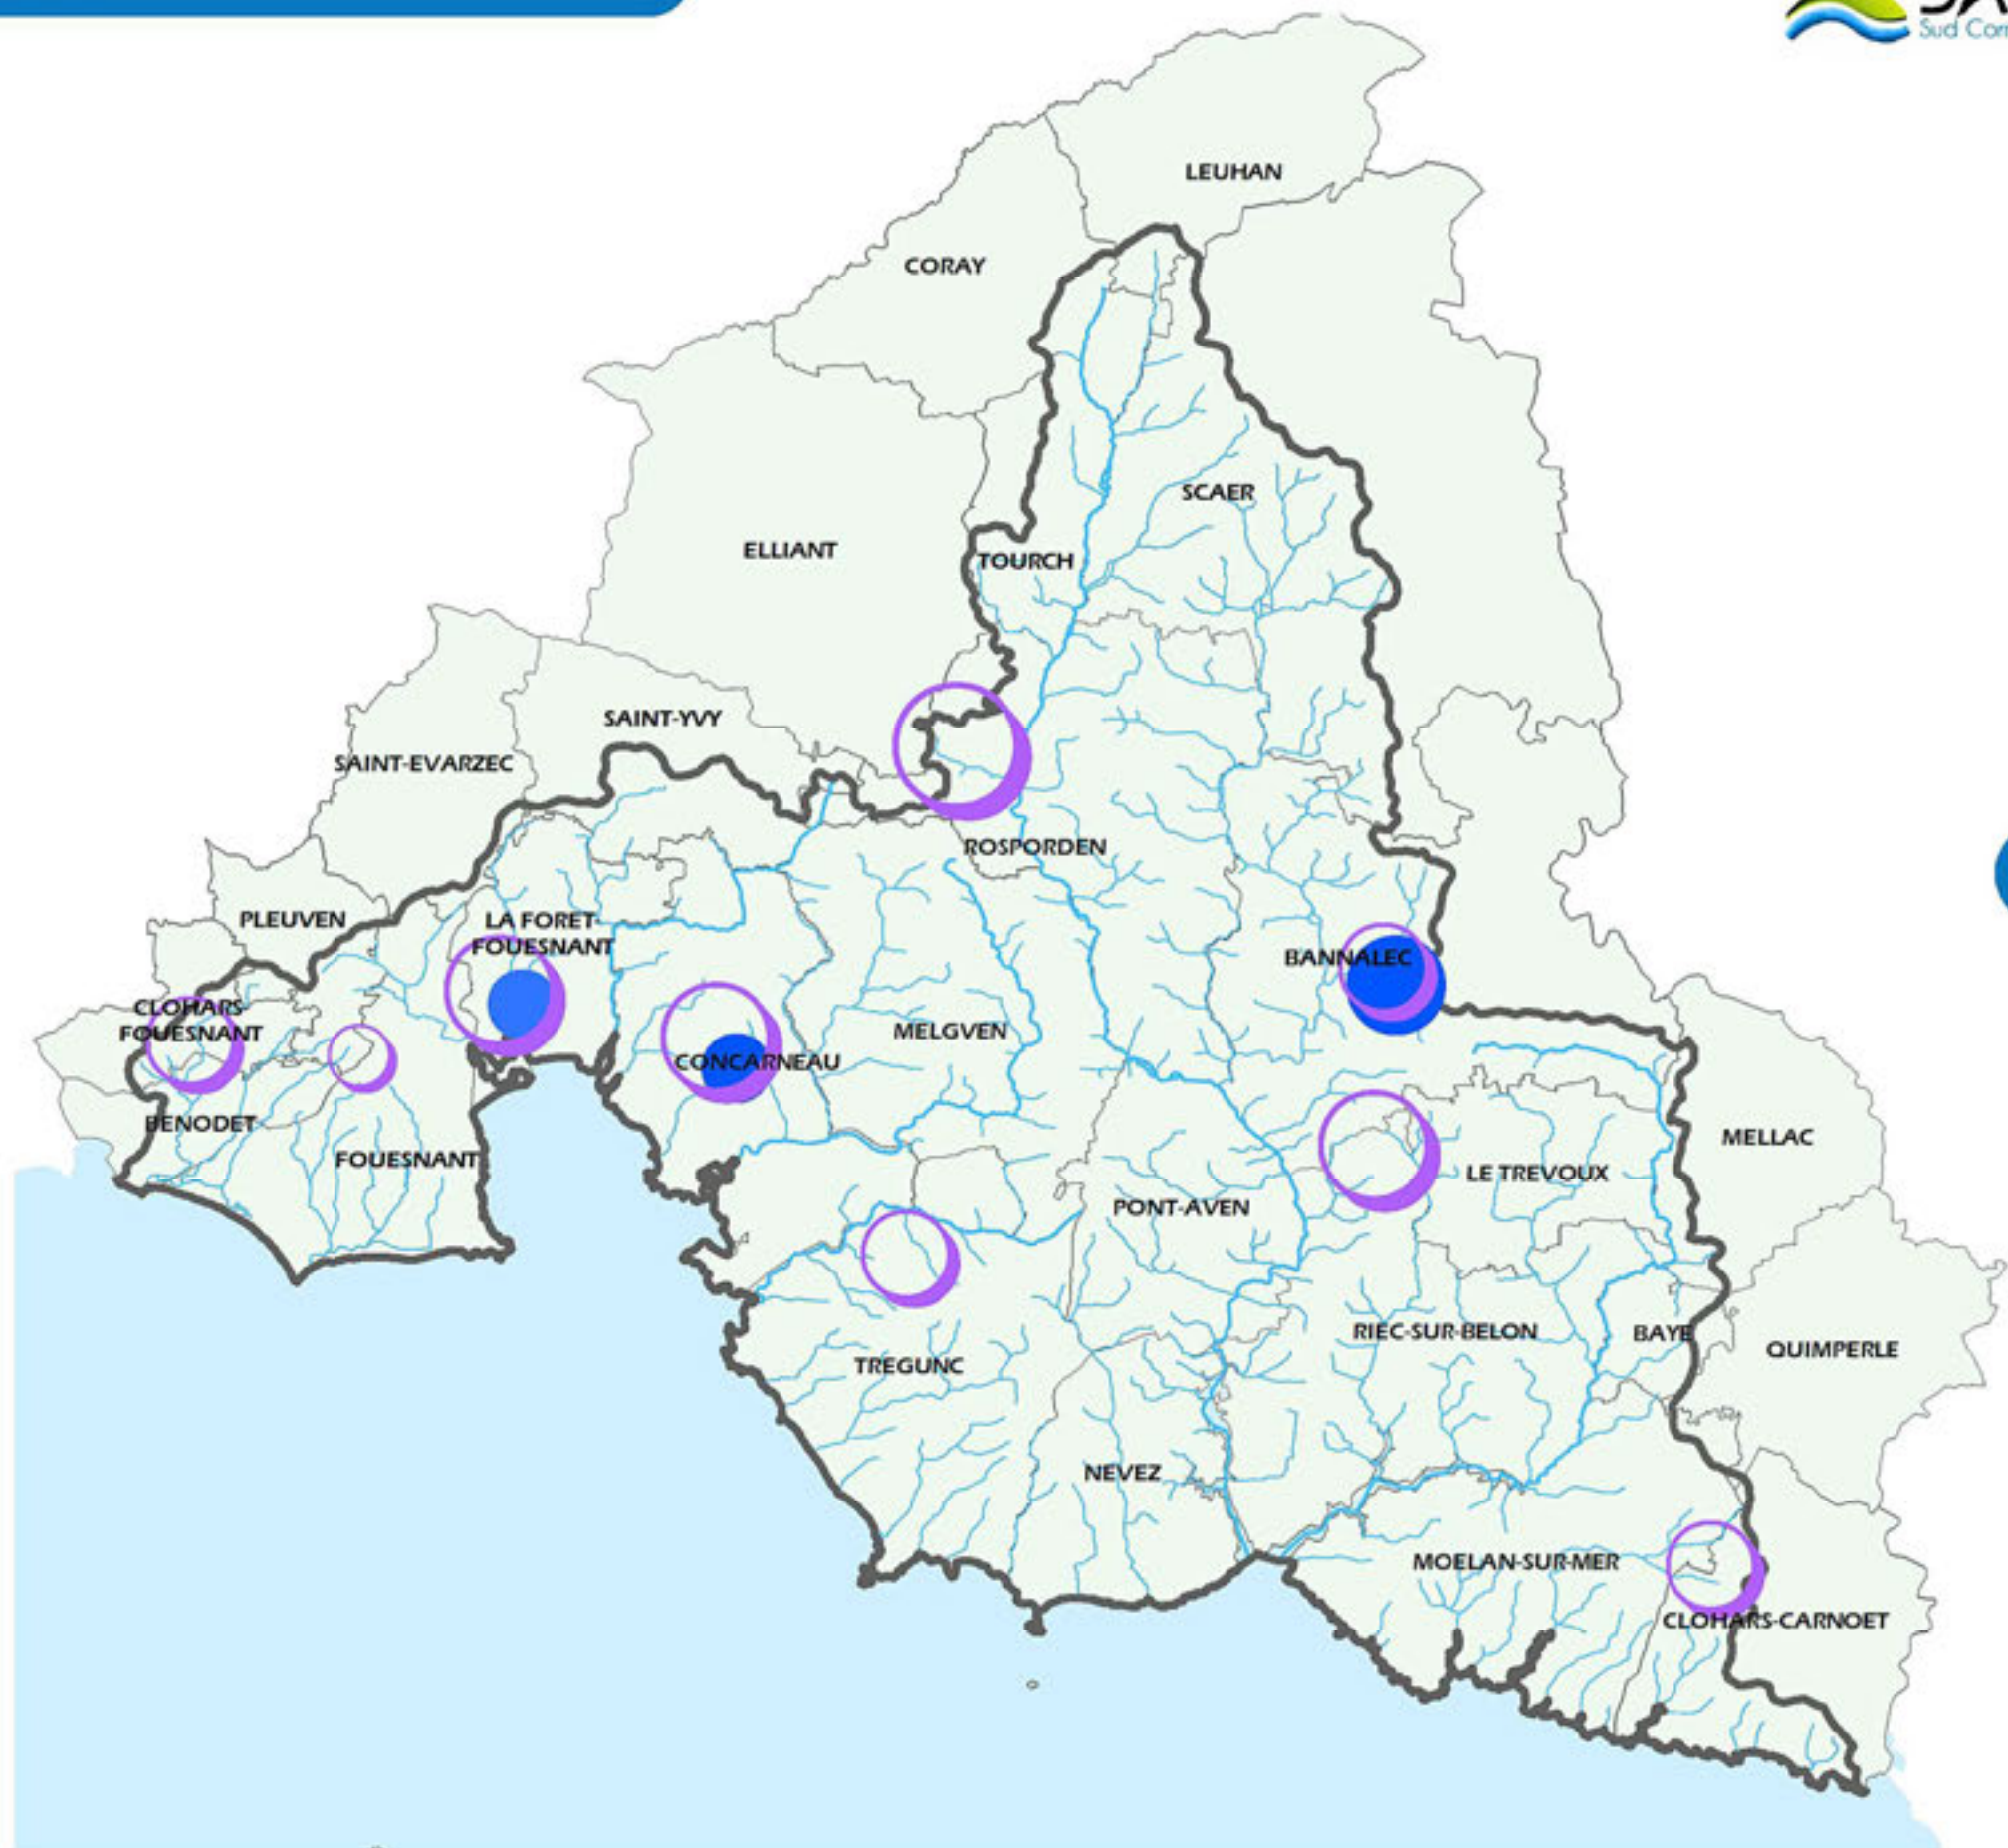 Sud Cor
LEUHAN
CORAY
SCAER
ELLIANT
TOURCH
SAINT-YVY
SAINT-EVARZEC
ROSPORDEN
PLEUVEN
LA FORET-
FOUESNANT
BANNALEC
CLOHARS-
FOUESNANT
MELGVEN
CONCARNEAU
BENODET
MELLAC
FOUESNANT
LE TREVOUX
PONT-AVEN
RIEC-SUR-BELON
BAYE
QUIMPERLE
TREGUNC
NEVEZ
MOELAN-SUR-MER
CLOHARS-CARNOET